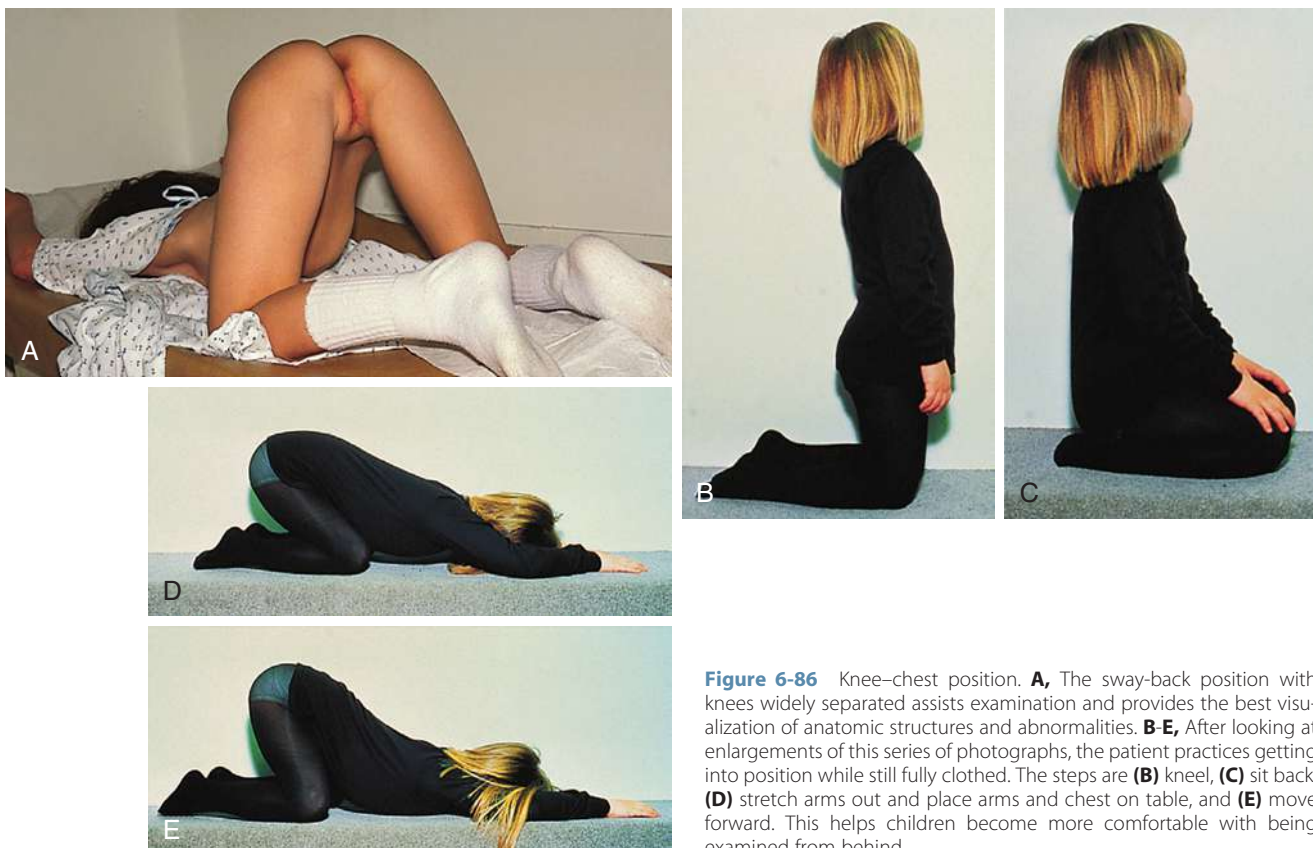 A
B
C
D
E
Figure 6-86 Knee–chest position. A, The sway-back position with
knees widely separated assists examination and provides the best visu-
alization of anatomic structures and abnormalities. B-E, After looking at
enlargements of this series of photographs, the patient practices getting
into position while still fully clothed. The steps are (B) kneel, (C) sit back
(D) stretch arms out and place arms and chest on table, and (E) move
forward. This helps children become more comfortable with being
examined from behind